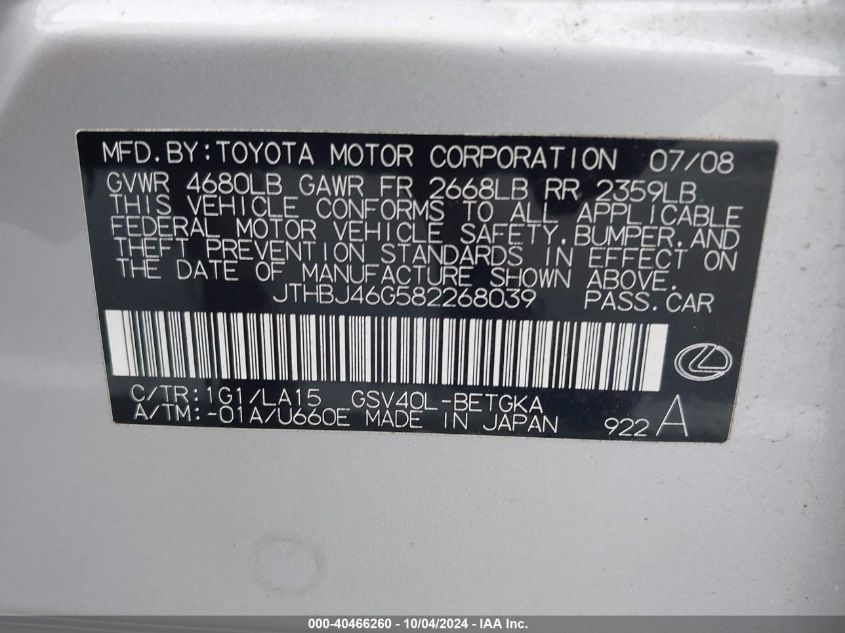 MFD.BY:TOYOTA MOTOR CORPORATION 07/08
GVWR 4680LB GAWR FR 2668LB RR 2359LB
THIS VEHICLE CONFORMS TO ALL APPLICABLE
FEDERAL MOTOR VEHICLE SAFETY,BUMPER,AND
THEFT PREVENTION STANDARDS IN EFFECT ON
THE DATE OF MANUFACTURE SHOWN ABOVE.
JTHBJ46G582268039 PASS.CAR
C/TR:1G1/LA15 GSV40L-BETGKA
A/TM:-01A/U660E MADE IN JAPAN 922 A
000-40466260 - 10/04/2024 - IAA Inc.